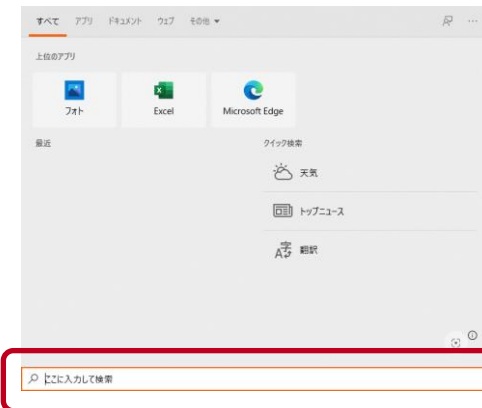 すべて アプリ ドキュメント ウェブ その他
上位のアプリ
フォト Excel Microsoft Edge
最近 クイック検索
天気
トップニュース
翻訳
ここに入力して検索